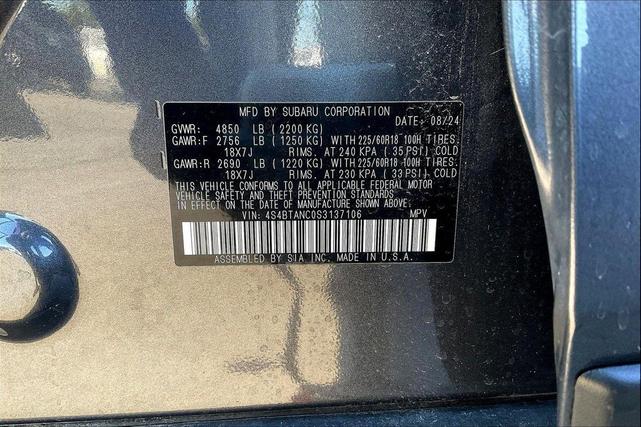 MFD BY SUBARU CORPORATION
DATE: 08/24
GVWR: 4850 LB (2200 KG)
GAWR:F 2756 LB (1250 KG) WITH 225/60R18 100H TIRES.
18X7J RIMS. AT 240 KPA (.35 PSI) COLD
GAWR:R 2690 LB (1220 KG) WITH 225/60R18 100H TIRES.
18X7J RIMS. AT 230 KPA ( 33 PSI) COLD
THIS VEHICLE CONFORMS TO ALL APPLICABLE FEDERAL MOTOR
VEHICLE SAFETY AND THEFT PREVENTION STANDARDS
IN EFFECT ON THE DATE OF MANUFACTURE SHOWN ABOVE.
VIN: 4S4BTANC0S3137106 MPV
ASSEMBLED BY SIA INC. MADE IN U.S.A.